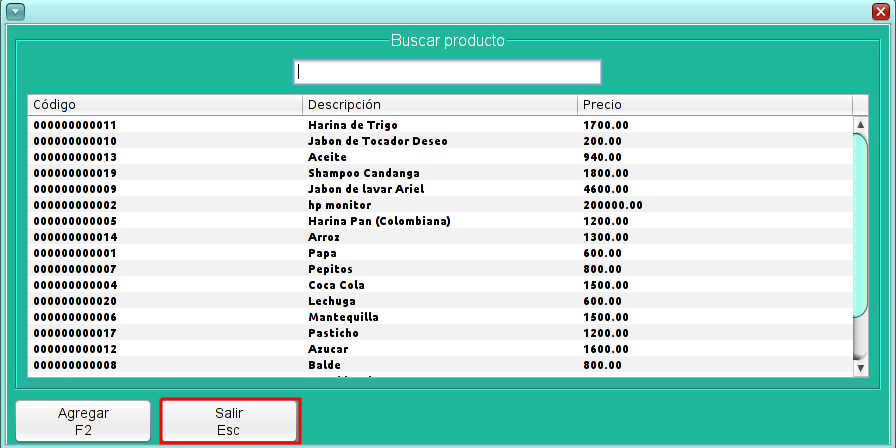 Buscar producto
Código Descripción Precio
000000000011 Harina de Trigo 1700.00
000000000010 Jabon de Tocador Deseo 200.00
000000000013 Aceite 940.00
000000000019 Shampoo Candanga 1800.00
000000000009 Jabon de lavar Ariel 4600.00
000000000002 hp monitor 200000.00
000000000005 Harina Pan (Colombiana) 1200.00
000000000014 Arroz 1300.00
000000000001 Papa 600.00
000000000007 Pepitos 800.00
000000000004 Coca Cola 1500.00
000000000020 Lechuga 600.00
000000000006 Mantequilla 1500.00
000000000017 Pasticho 1200.00
000000000012 Azucar 1600.00
000000000008 Balde 800.00
Agregar Salir
F2 Esc